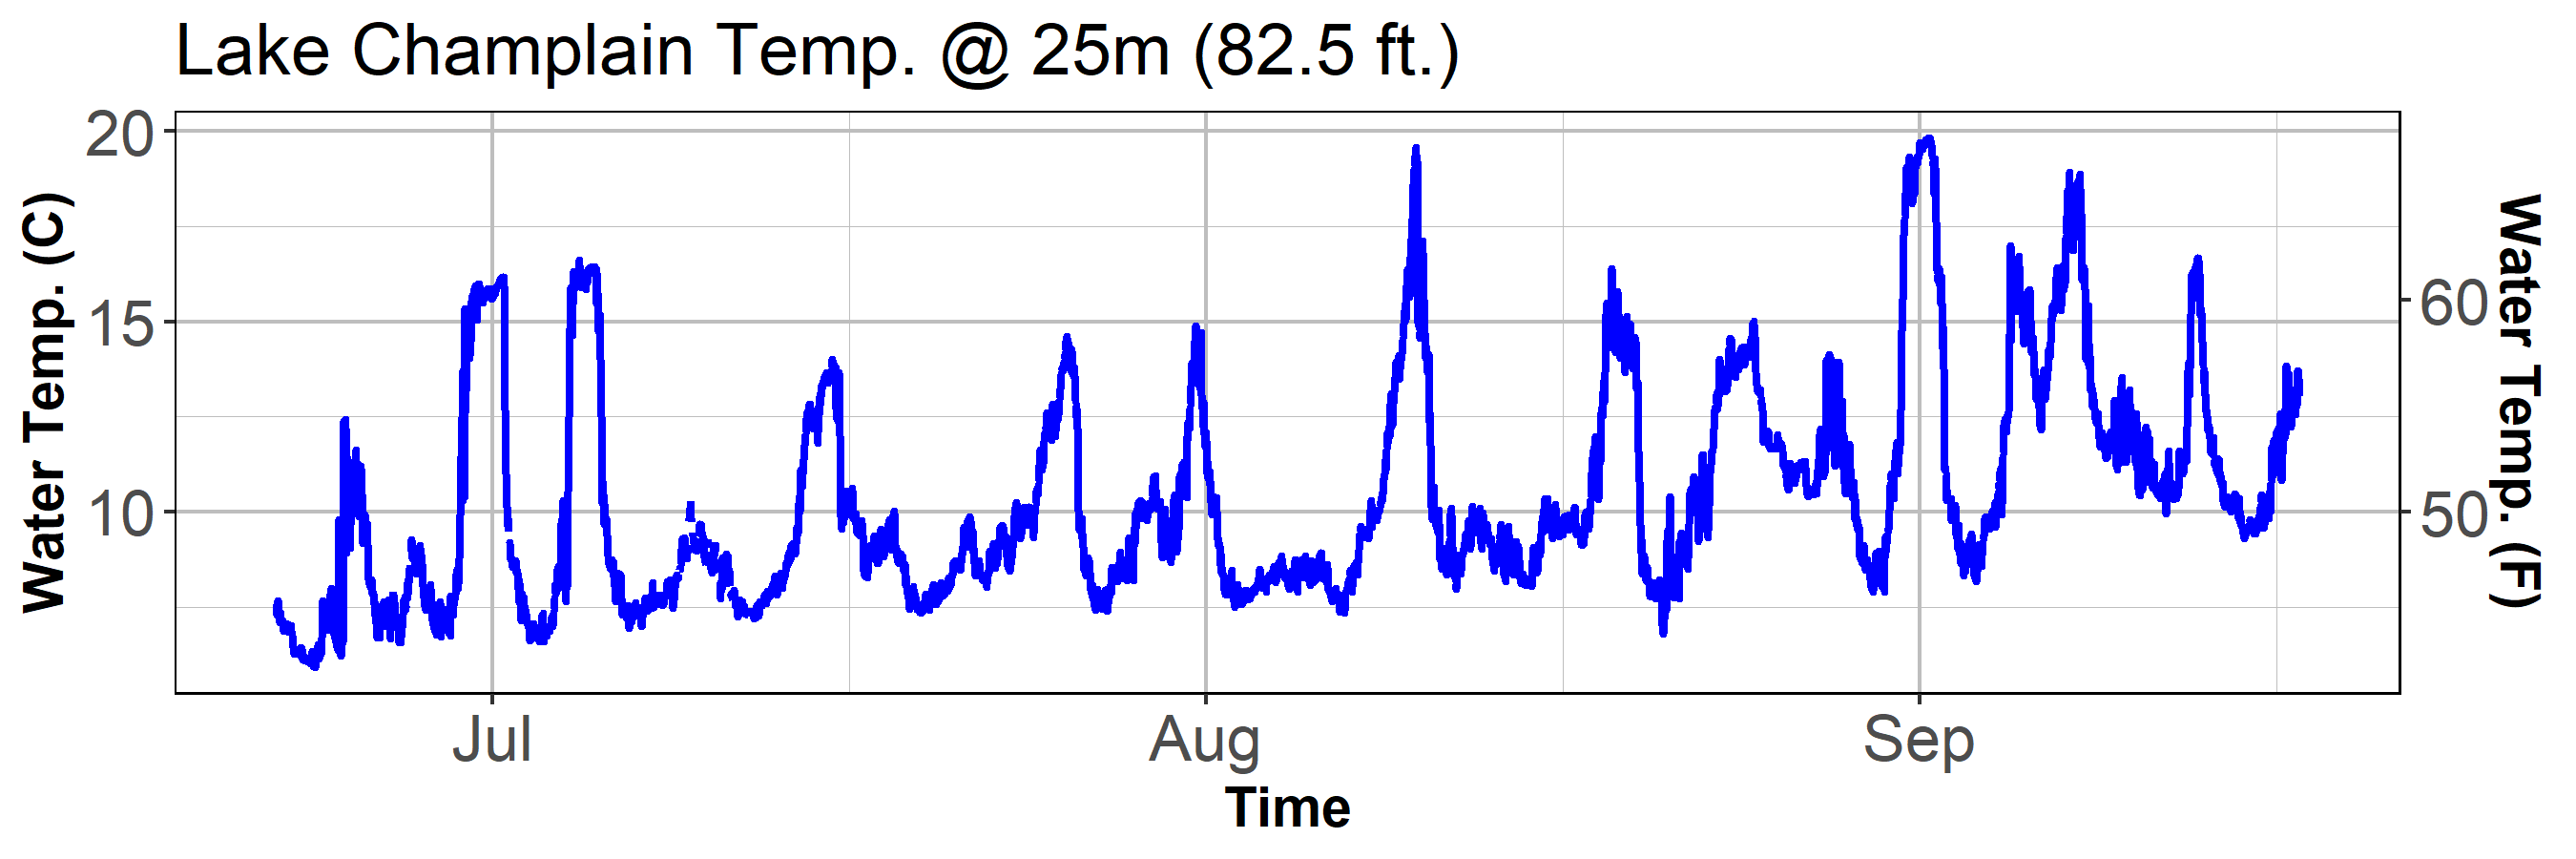 Lake Champlain Temp. @ 25m (82.5 ft.)
Water Temp. (C)
20
15
10
60
50
Water Temp. (F)
Jul
Aug
Sep
Time